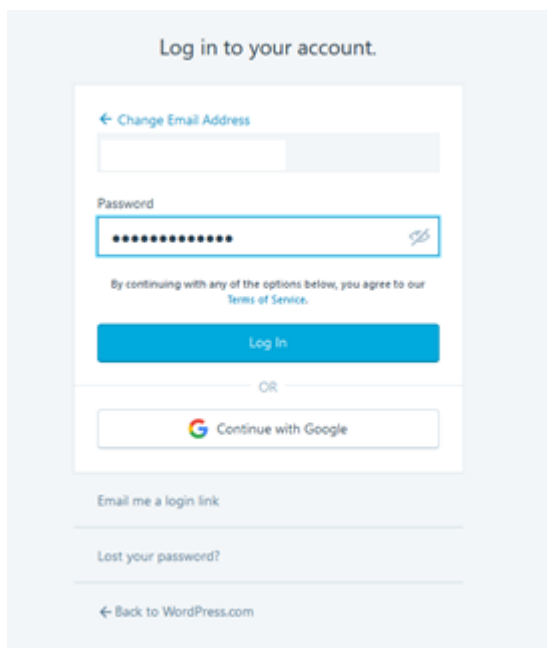 Log in to your account.
← Change Email Address
Password
•••••••••••••
By continuing with any of the options below, you agree to our
Terms of Service.
Log In
OR
Continue with Google
Email me a login link
Lost your password?
← Back to WordPress.com